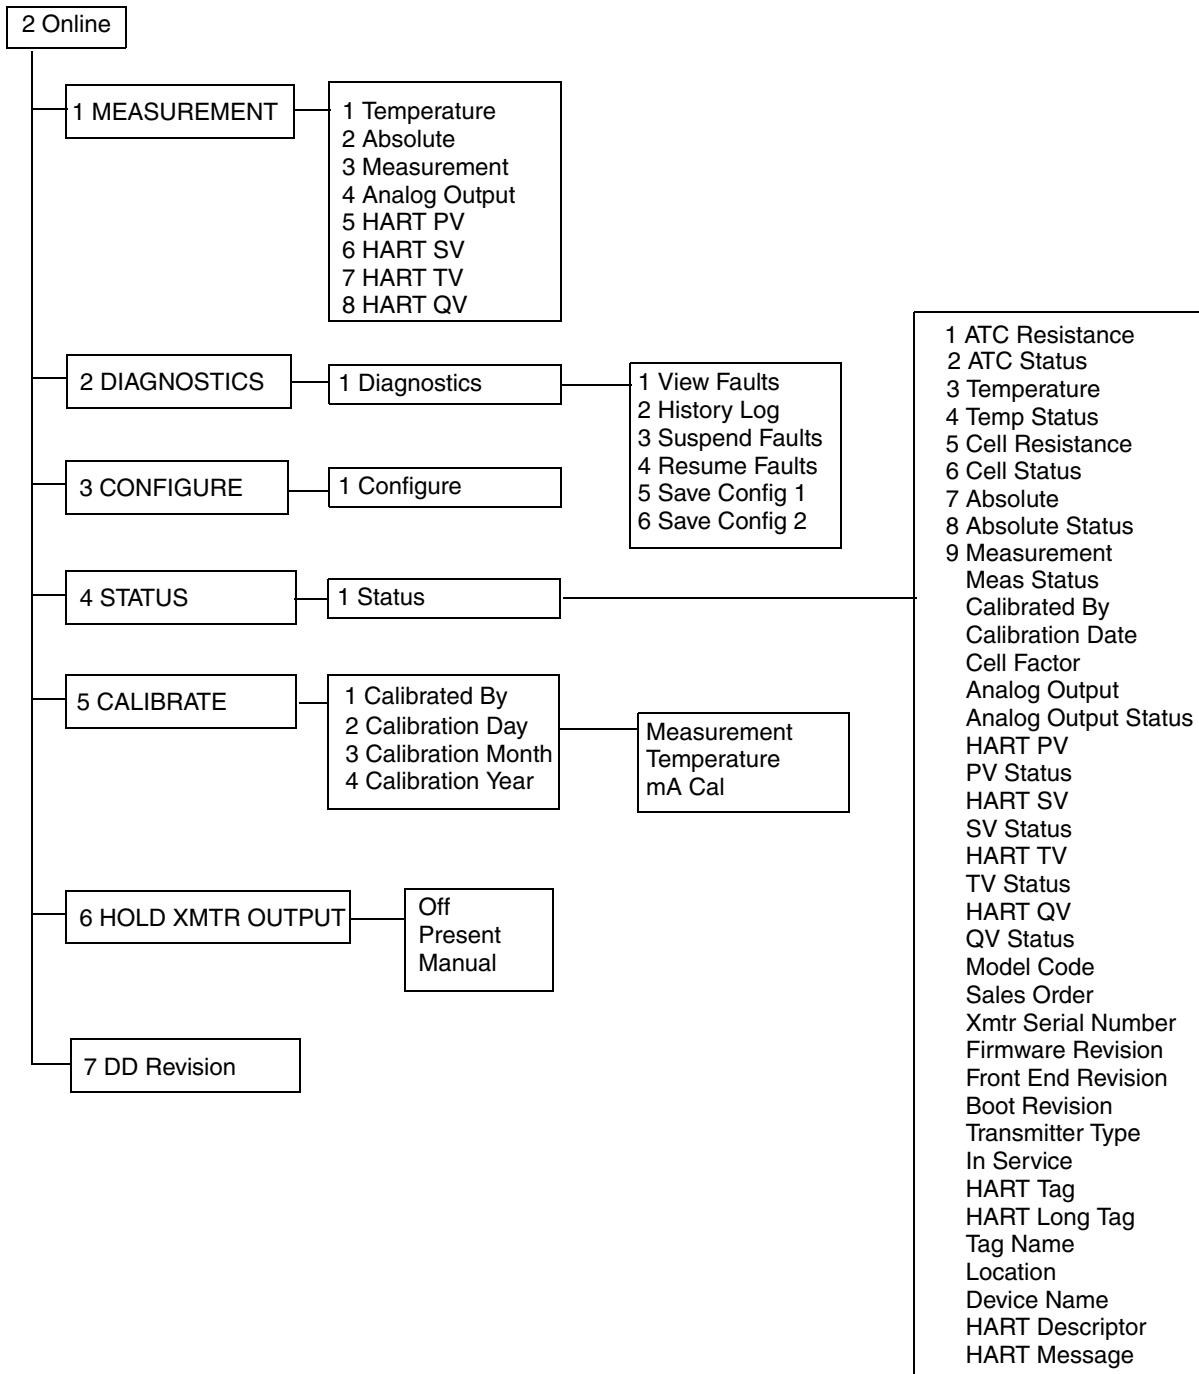 2 Online
1 MEASUREMENT
1 Temperature
2 Absolute
3 Measurement
4 Analog Output
5 HART PV
6 HART SV
7 HART TV
8 HART QV
2 DIAGNOSTICS
1 Diagnostics
1 View Faults
2 History Log
3 Suspend Faults
4 Resume Faults
5 Save Config 1
6 Save Config 2
3 CONFIGURE
1 Configure
4 STATUS
1 Status
1 ATC Resistance
2 ATC Status
3 Temperature
4 Temp Status
5 Cell Resistance
6 Cell Status
7 Absolute
8 Absolute Status
9 Measurement
Meas Status
Calibrated By
Calibration Date
Cell Factor
Analog Output
Analog Output Status
HART PV
PV Status
HART SV
SV Status
HART TV
TV Status
HART QV
QV Status
Model Code
Sales Order
Xmtr Serial Number
Firmware Revision
Front End Revision
Boot Revision
Transmitter Type
In Service
HART Tag
HART Long Tag
Tag Name
Location
Device Name
HART Descriptor
HART Message
5 CALIBRATE
1 Calibrated By
2 Calibration Day
3 Calibration Month
4 Calibration Year
Measurement
Temperature
mA Cal
6 HOLD XMTR OUTPUT
Off
Present
Manual
7 DD Revision